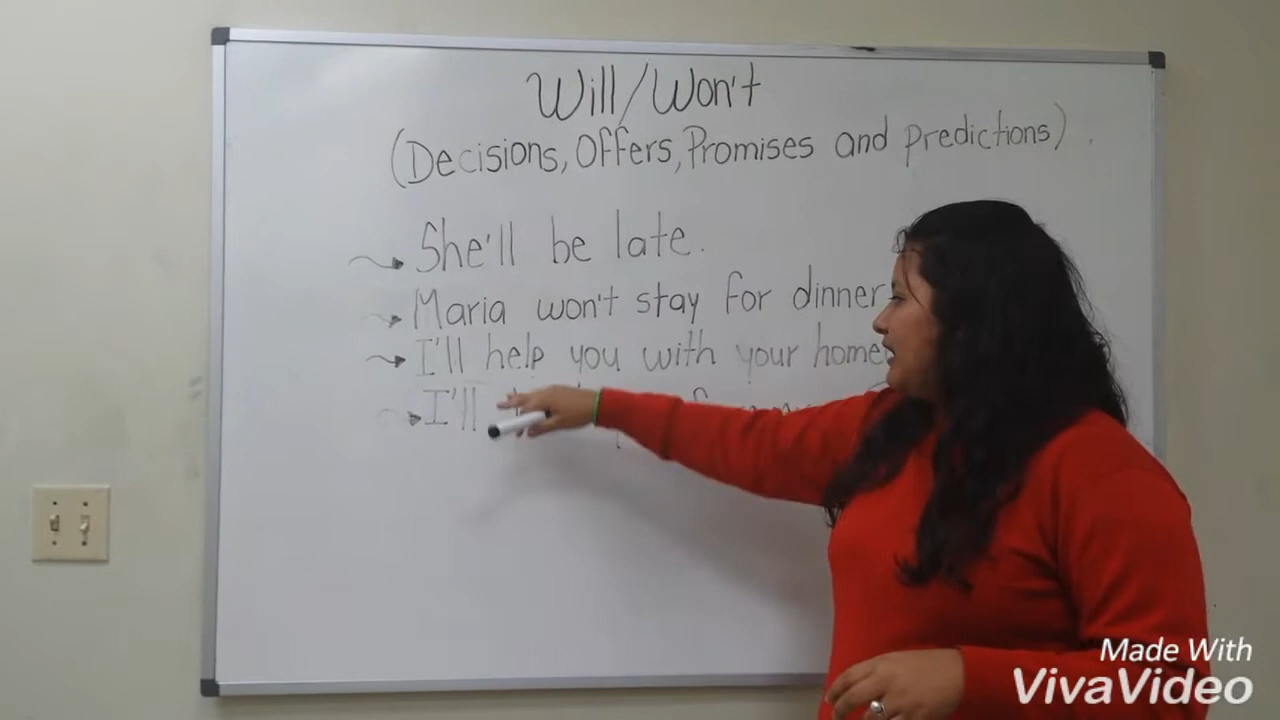 Will/Won't
(Decisions, Offers, Promises and predictions).
She'll be late.
Maria won't stay for dinner
I'll help you with your home
I'll
Made With
VivaVideo